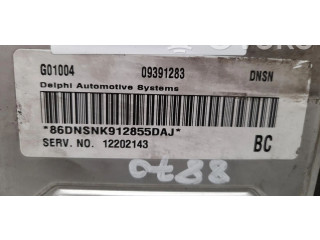 G01004 09391283 DNSN
Delphi Automotive Systems
*86DNSNK912855DAJ*
SERV. NO. 12202143 BC